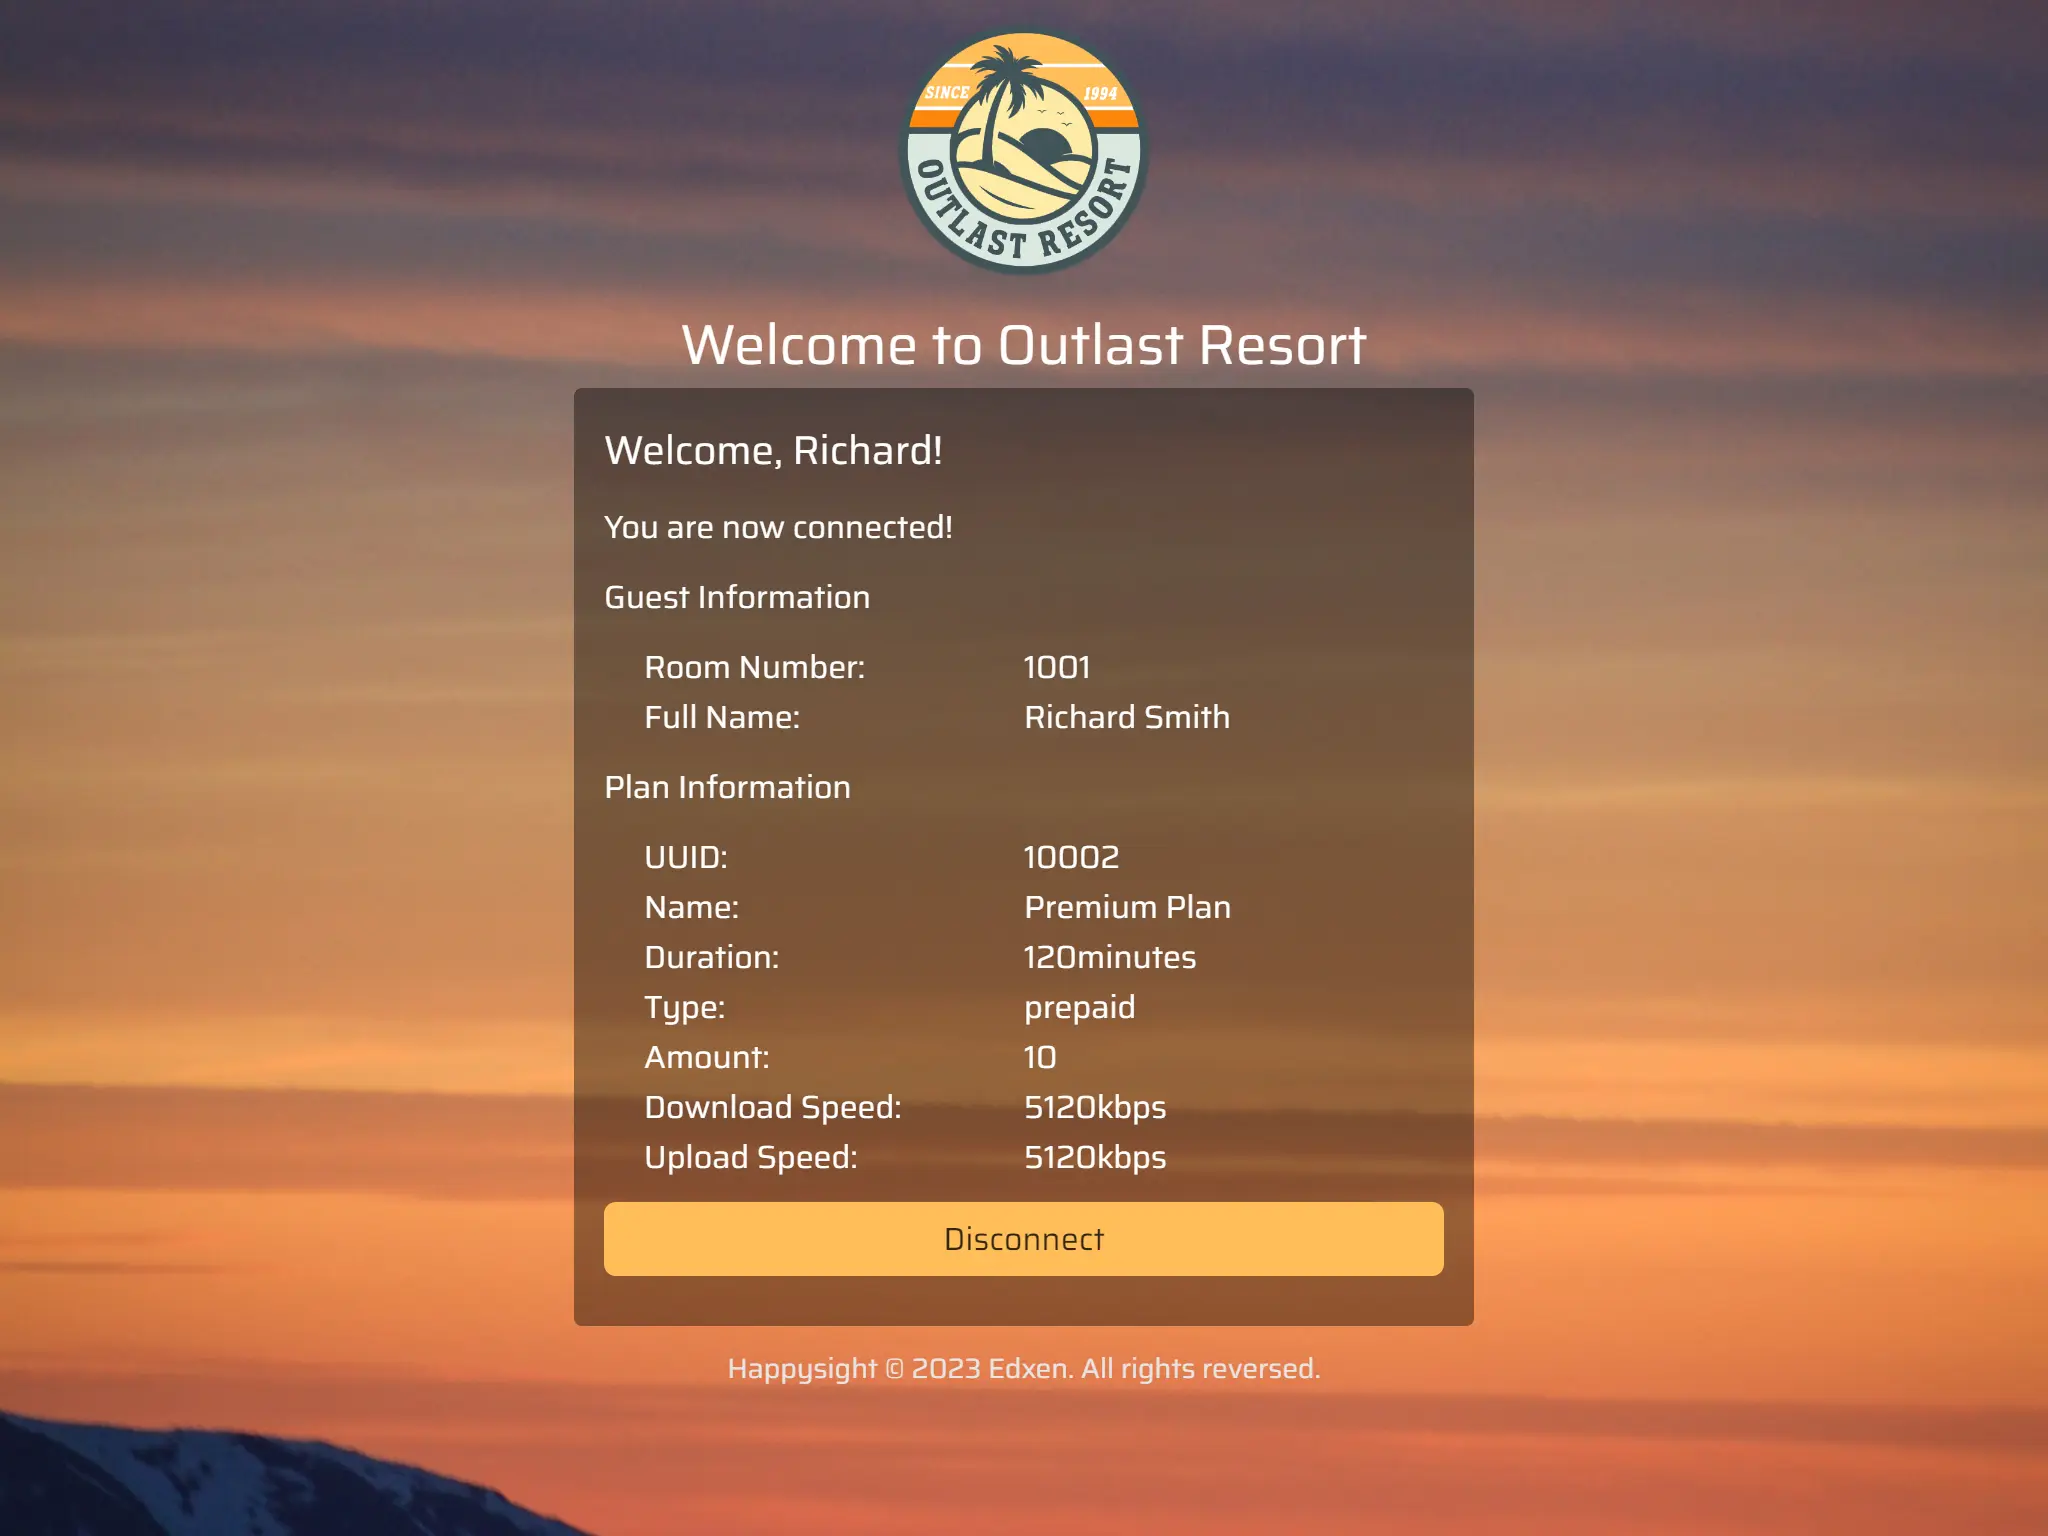 SINCE 1994
OUTLAST RESORT
Welcome to Outlast Resort
Welcome, Richard!
You are now connected!
Guest Information
Room Number: 1001
Full Name: Richard Smith
Plan Information
UUID: 10002
Name: Premium Plan
Duration: 120minutes
Type: prepaid
Amount: 10
Download Speed: 5120kbps
Upload Speed: 5120kbps
Disconnect
Happysight © 2023 Edxen. All rights reversed.